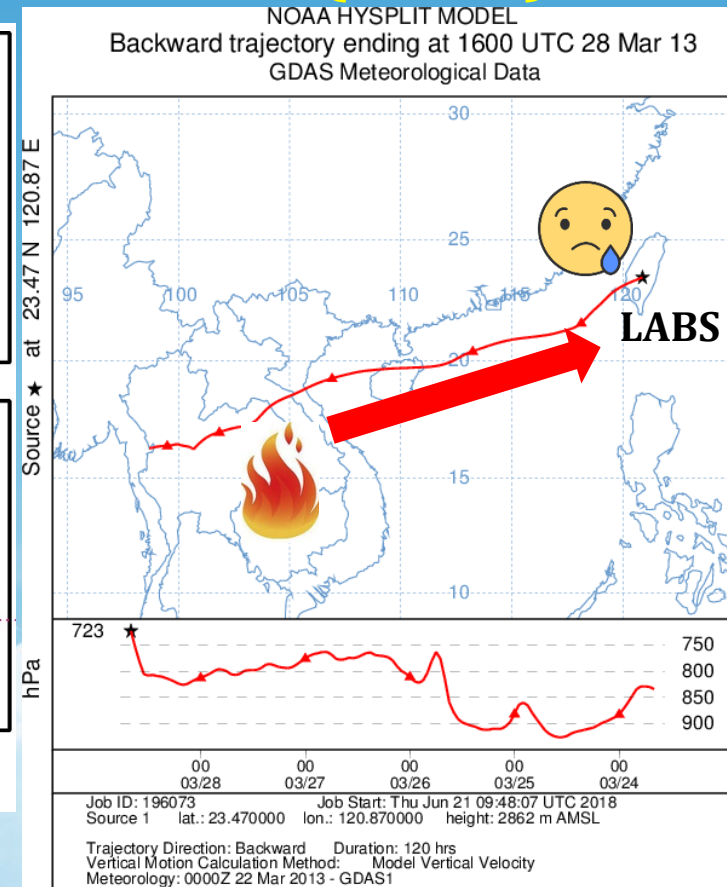 NOAA HYSPLIT MODEL
Backward trajectory ending at 1600 UTC 28 Mar 13
GDAS Meteorological Data
Source ★ at 23.47 N 120.87 E
30
25
95 100 105 110 115 120
LABS
20
15
10
hPa
723
750
800
850
900
00 00 00 00 00
03/28 03/27 03/26 03/25 03/24
Job ID: 196073 Job Start: Thu Jun 21 09:48:07 UTC 2018
Source 1 lat.: 23.470000 lon.: 120.870000 height: 2862 m AMSL
Trajectory Direction: Backward Duration: 120 hrs
Vertical Motion Calculation Method: Model Vertical Velocity
Meteorology: 0000Z 22 Mar 2013 - GDAS1